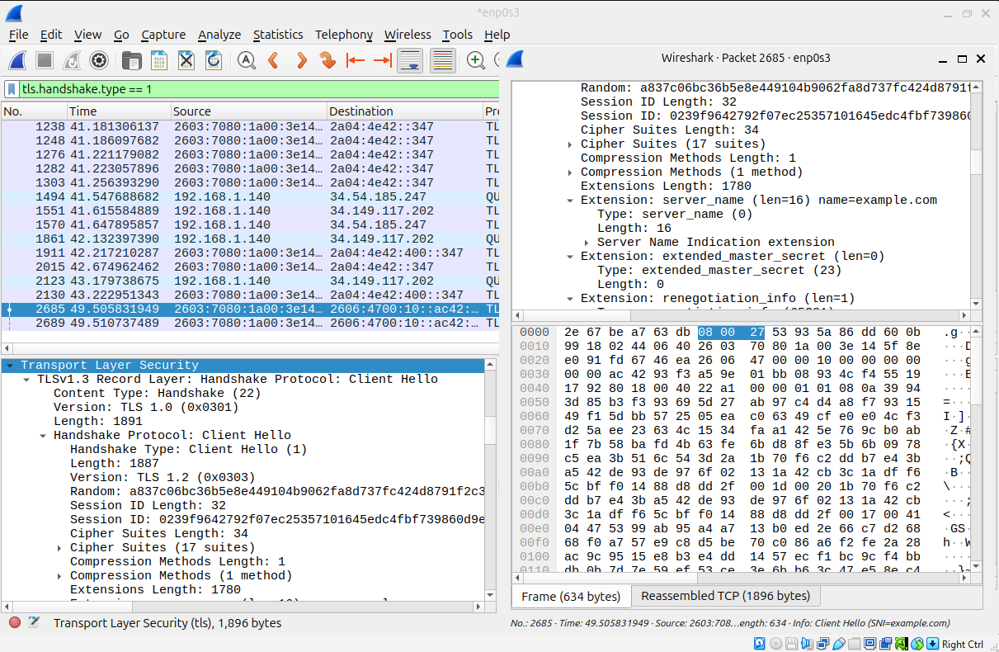 *enp0s3
File Edit View Go Capture Analyze Statistics Telephony Wireless Tools Help
tls.handshake.type == 1
No. Time Source Destination Pr
1238 41.181306137 2603:7080:1a00:3e14… 2a04:4e42::347 TL
1248 41.186097682 2603:7080:1a00:3e14… 2a04:4e42::347 TL
1276 41.221179082 2603:7080:1a00:3e14… 2a04:4e42::347 TL
1282 41.223057896 2603:7080:1a00:3e14… 2a04:4e42::347 TL
1303 41.256393290 2603:7080:1a00:3e14… 2a04:4e42::347 TL
1494 41.547688682 192.168.1.140 34.54.185.247 QU
1551 41.615584889 192.168.1.140 34.149.117.202 TL
1570 41.647895857 192.168.1.140 34.54.185.247 TL
1861 42.132397390 192.168.1.140 34.149.117.202 QU
1911 42.217210287 2603:7080:1a00:3e14… 2a04:4e42:400::347 TL
2015 42.674962462 2603:7080:1a00:3e14… 2a04:4e42::347 TL
2123 43.179738675 192.168.1.140 34.149.117.202 QU
2130 43.222951343 2603:7080:1a00:3e14… 2a04:4e42:400::347 TL
2685 49.505831949 2603:7080:1a00:3e14… 2606:4700:10::ac42:… TL
2689 49.510737489 2603:7080:1a00:3e14… 2606:4700:10::ac42:… TL
Transport Layer Security
TLSv1.3 Record Layer: Handshake Protocol: Client Hello
Content Type: Handshake (22)
Version: TLS 1.0 (0x0301)
Length: 1891
Handshake Protocol: Client Hello
Handshake Type: Client Hello (1)
Length: 1887
Version: TLS 1.2 (0x0303)
Random: a837c06bc36b5e8e449104b9062fa8d737fc424d8791f2c3
Session ID Length: 32
Session ID: 0239f9642792f07ec25357101645edc4fbf739860d9e
Cipher Suites Length: 34
Cipher Suites (17 suites)
Compression Methods Length: 1
Compression Methods (1 method)
Extensions Length: 1780
Transport Layer Security (tls), 1,896 bytes
Wireshark · Packet 2685 · enp0s3
Random: a837c06bc36b5e8e449104b9062fa8d737fc424d8791f
Session ID Length: 32
Session ID: 0239f9642792f07ec25357101645edc4fbf739860
Cipher Suites Length: 34
Cipher Suites (17 suites)
Compression Methods Length: 1
Compression Methods (1 method)
Extensions Length: 1780
Extension: server_name (len=16) name=example.com
Type: server_name (0)
Length: 16
Server Name Indication extension
Extension: extended_master_secret (len=0)
Type: extended_master_secret (23)
Length: 0
Extension: renegotiation_info (len=1)
0000 2e 67 be a7 63 db 08 00 27 53 93 5a 86 dd 60 0b .g
0010 99 18 02 44 06 40 26 03 70 80 1a 00 3e 14 5f 8e ···D
0020 e0 91 fd 67 46 ea 26 06 47 00 00 10 00 00 00 00 ···g
0030 00 00 ac 42 93 f3 a5 9e 01 bb 08 93 4c f4 55 19 ···B
0040 17 92 80 18 00 40 22 a1 00 00 01 01 08 0a 39 94 ····
0050 3d 85 b3 f3 93 69 5d 27 ab 97 c4 d4 a8 f7 93 15 =···
0060 49 f1 5d bb 57 25 05 ea c0 63 49 cf e0 e0 4c f3 I·]·
0070 d2 5a ee 23 63 4c 15 34 fa a1 42 5e 76 9c b0 ab ·Z·#
0080 1f 7b 58 ba fd 4b 63 fe 6b d8 8f e3 5b 6b 09 78 ·{X·
0090 c5 ea 3b 51 6c 54 3d 2a 1b 70 f6 c2 dd b7 e4 3b ··;Q
00a0 a5 42 de 93 de 97 6f 02 13 1a 42 cb 3c 1a df f6 ·B··
00b0 5c bf f0 14 88 d8 dd 2f 00 1d 00 20 1b 70 f6 c2 \···
00c0 dd b7 e4 3b a5 42 de 93 de 97 6f 02 13 1a 42 cb ···;
00d0 3c 1a df f6 5c bf f0 14 88 d8 dd 2f 00 17 00 41 <···
00e0 04 47 53 99 ab 95 a4 a7 13 b0 ed 2e 66 c7 d2 68 ·GS·
00f0 68 f0 a7 57 e9 c8 d5 be 70 c0 86 a6 f2 fe 2a 28 h··W
0100 ac 9c 95 15 e8 b3 e4 dd 14 57 ec f1 bc 9c f4 bb ····
0110 db 0b 7d 7e 59 ef 53 ce 3e 6b b6 3c 47 e5 8e c4 ··}~
Frame (634 bytes) Reassembled TCP (1896 bytes)
No.: 2685 · Time: 49.505831949 · Source: 2603:708…ength: 634 · Info: Client Hello (SNI=example.com)
Right Ctrl